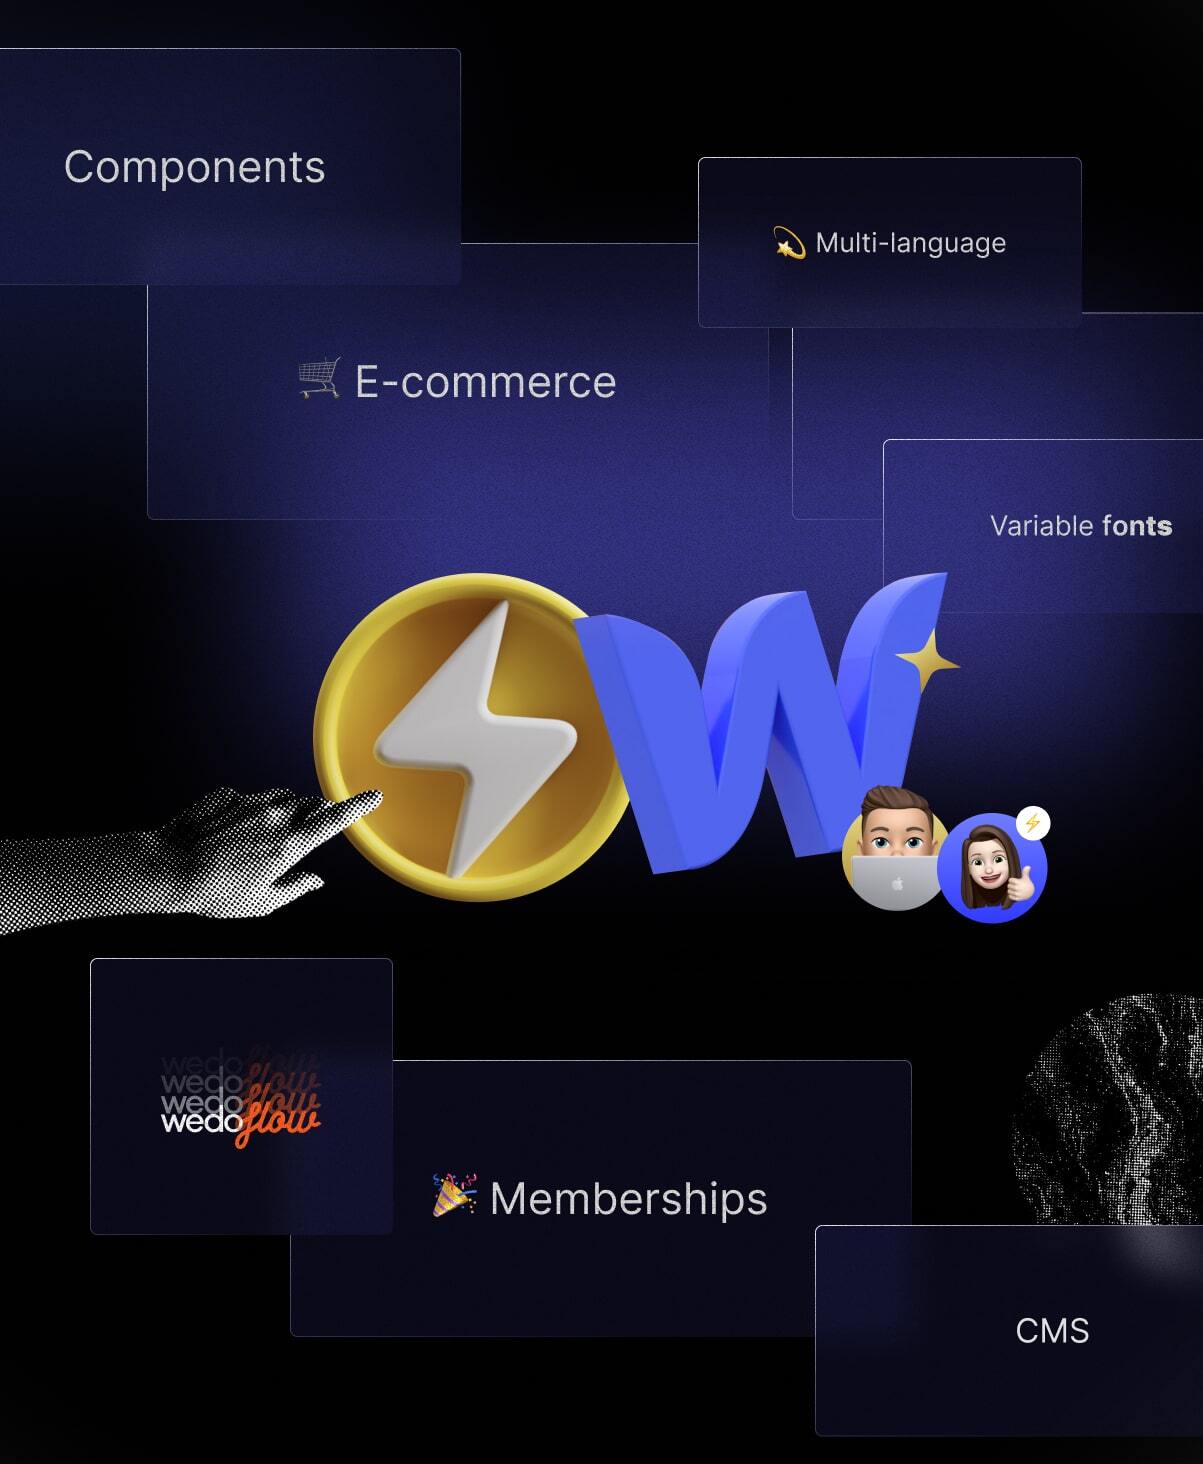 Components
Multi-language
E-commerce
Variable fonts
W
wedoflow
wedoflow
wedoflow
wedoflow
Memberships
CMS